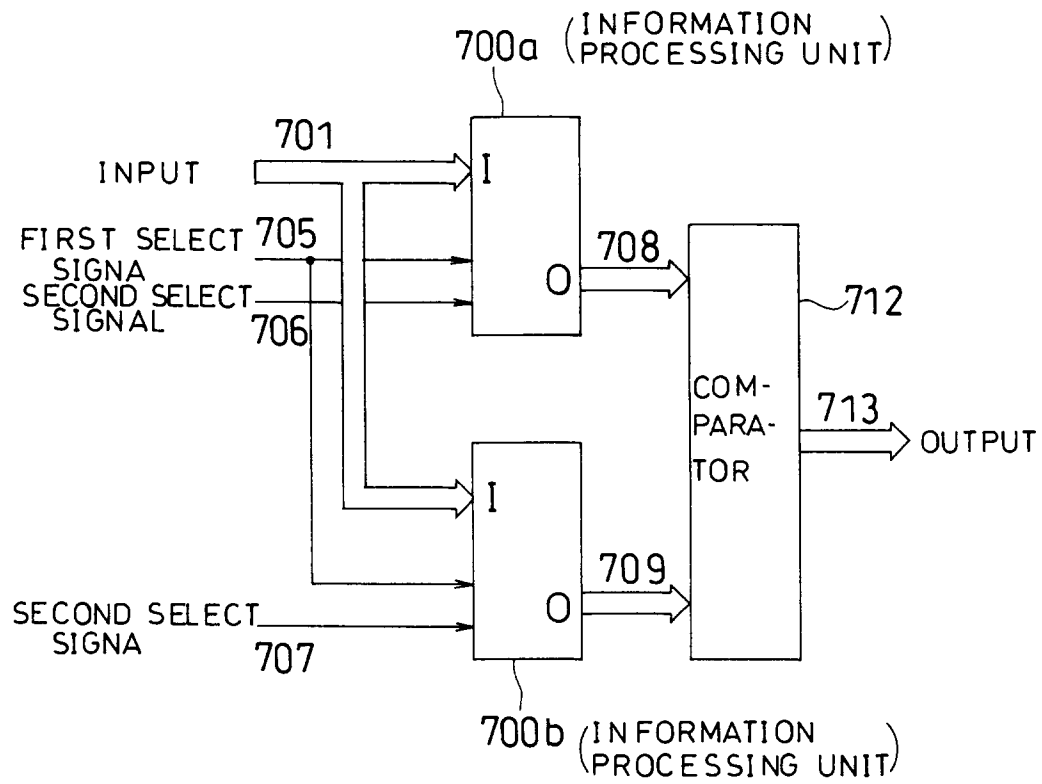 700a (INFORMATION
PROCESSING UNIT)
701
INPUT
I
FIRST SELECT
SIGNA
705
SECOND SELECT
SIGNAL
706
O
708
712
COM-
PARA-
TOR
713
OUTPUT
I
709
O
SECOND SELECT
SIGNA
707
700b (INFORMATION
PROCESSING UNIT)